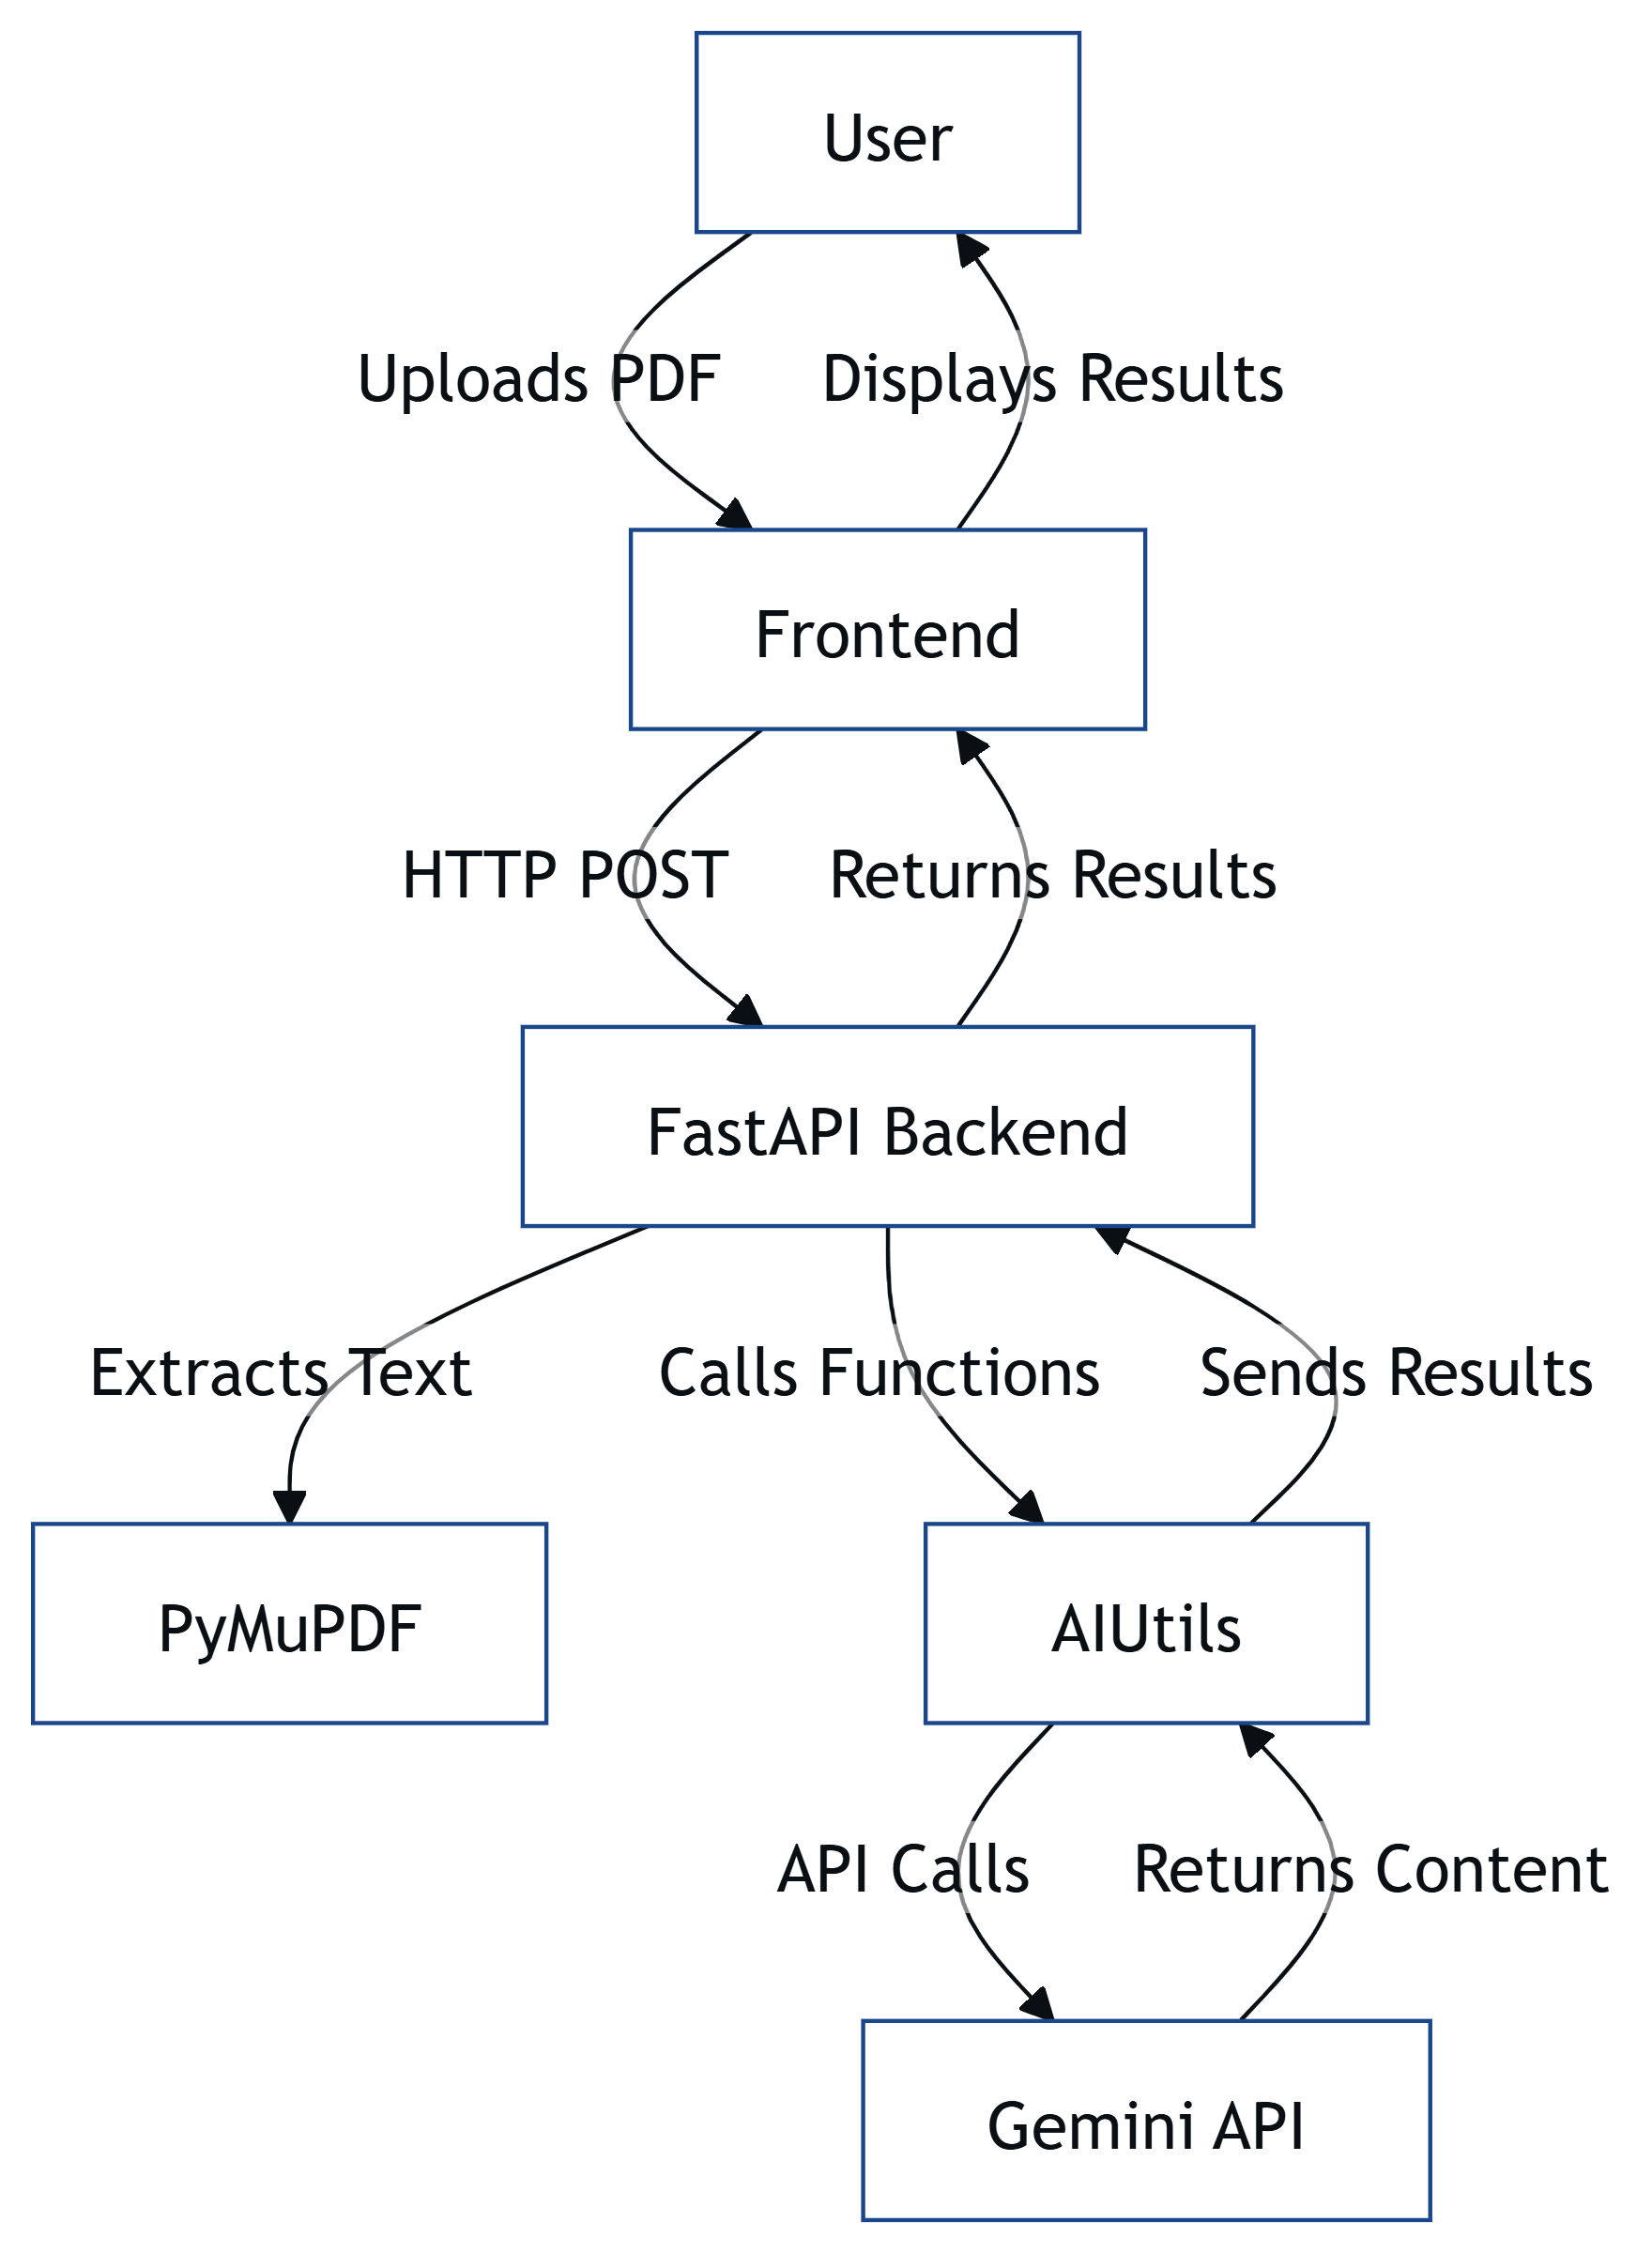 User
Uploads PDF
Displays Results
Frontend
HTTP POST
Returns Results
FastAPI Backend
Extracts Text
Calls Functions
Sends Results
PyMuPDF
AIUtils
API Calls
Returns Content
Gemini API